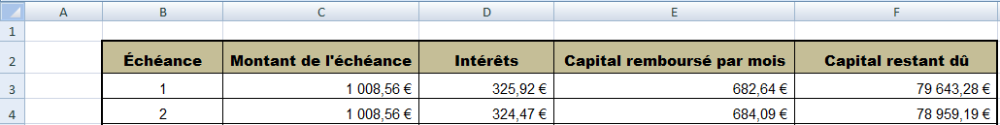 A B C D E F
1
2 Échéance Montant de l'échéance Intérêts Capital remboursé par mois Capital restant dû
3 1 1 008,56 € 325,92 € 682,64 € 79 643,28 €
4 2 1 008,56 € 324,47 € 684,09 € 78 959,19 €